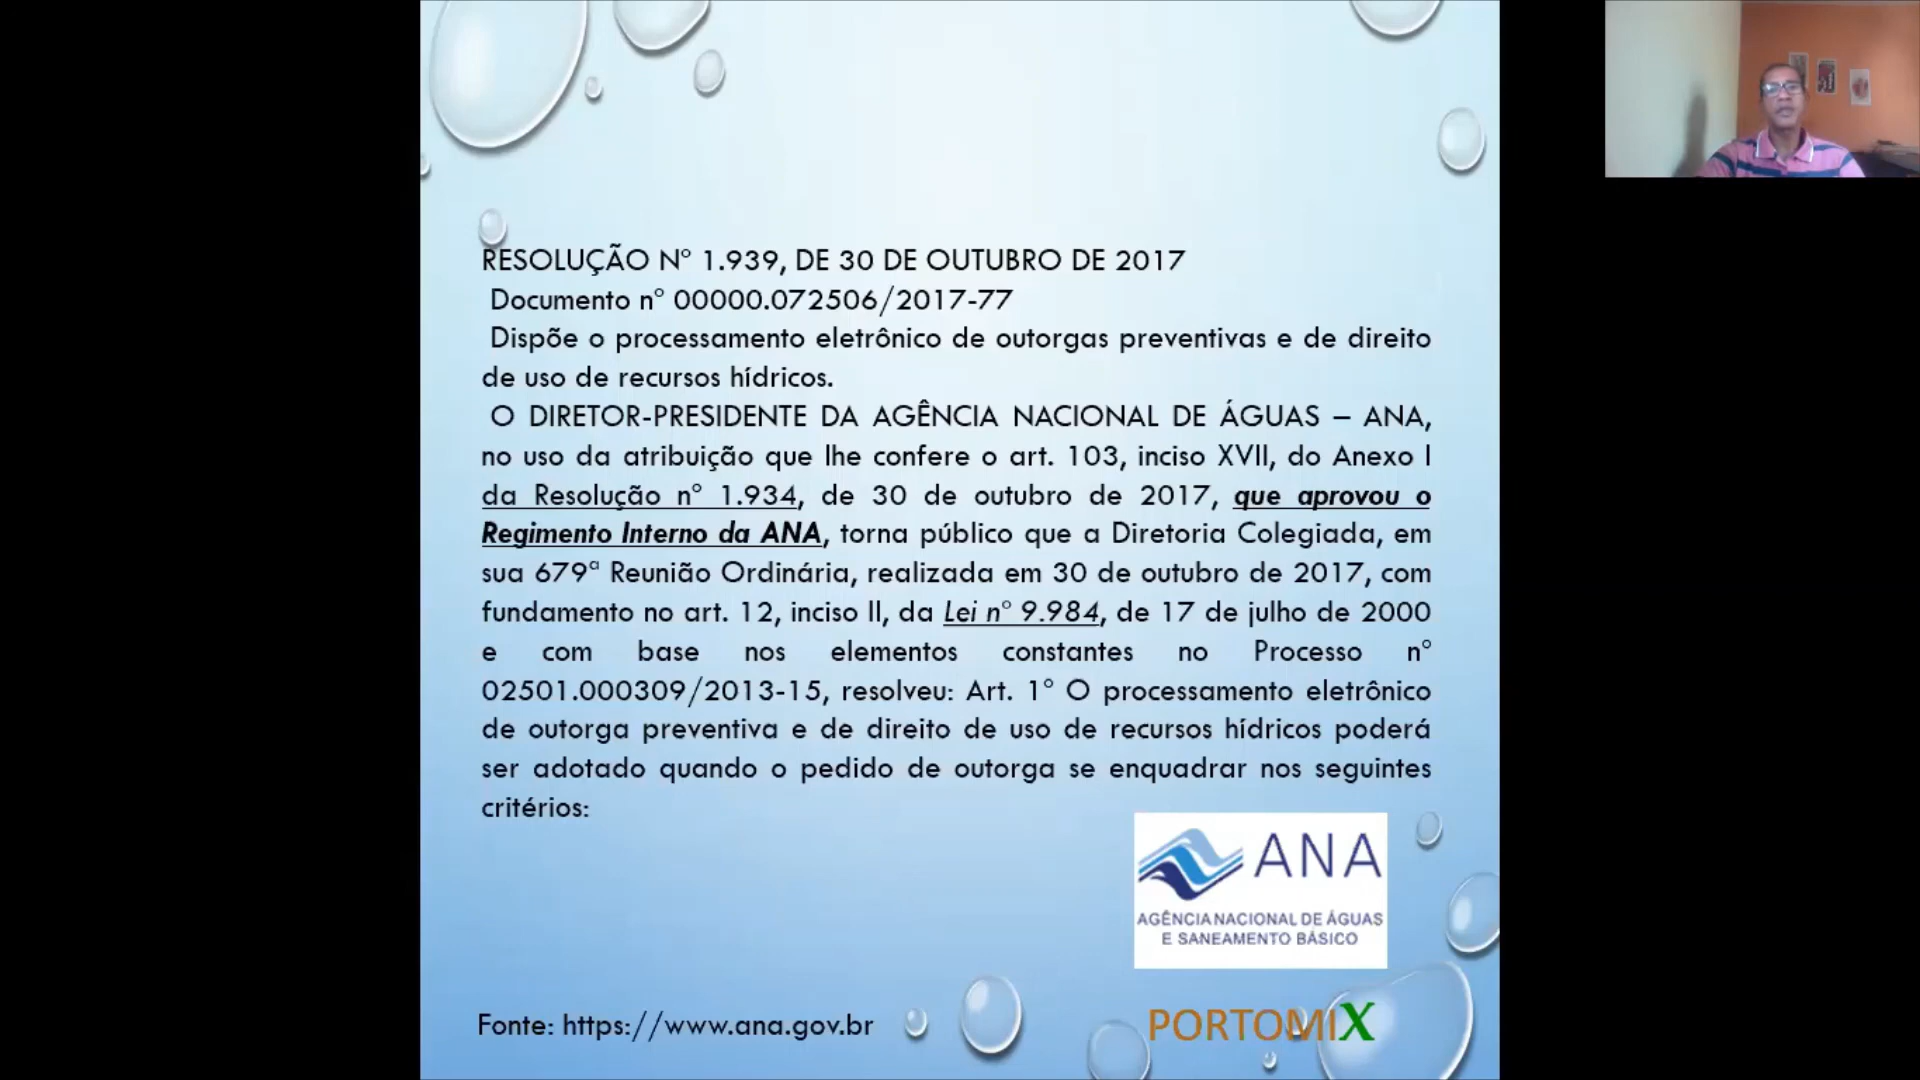 RESOLUÇÃO Nº 1.939, DE 30 DE OUTUBRO DE 2017
Documento nº 00000.072506/2017-77
Dispõe o processamento eletrônico de outorgas preventivas e de direito
de uso de recursos hídricos.
O DIRETOR-PRESIDENTE DA AGÊNCIA NACIONAL DE ÁGUAS – ANA,
no uso da atribuição que lhe confere o art. 103, inciso XVII, do Anexo I
da Resolução nº 1.934, de 30 de outubro de 2017, que aprovou o
Regimento Interno da ANA, torna público que a Diretoria Colegiada, em
sua 679ª Reunião Ordinária, realizada em 30 de outubro de 2017, com
fundamento no art. 12, inciso II, da Lei nº 9.984, de 17 de julho de 2000
e com base nos elementos constantes no Processo nº
02501.000309/2013-15, resolveu: Art. 1º O processamento eletrônico
de outorga preventiva e de direito de uso de recursos hídricos poderá
ser adotado quando o pedido de outorga se enquadrar nos seguintes
critérios:
ANA
AGÊNCIA NACIONAL DE ÁGUAS
E SANEAMENTO BÁSICO
Fonte: https://www.ana.gov.br
PORTOMIX